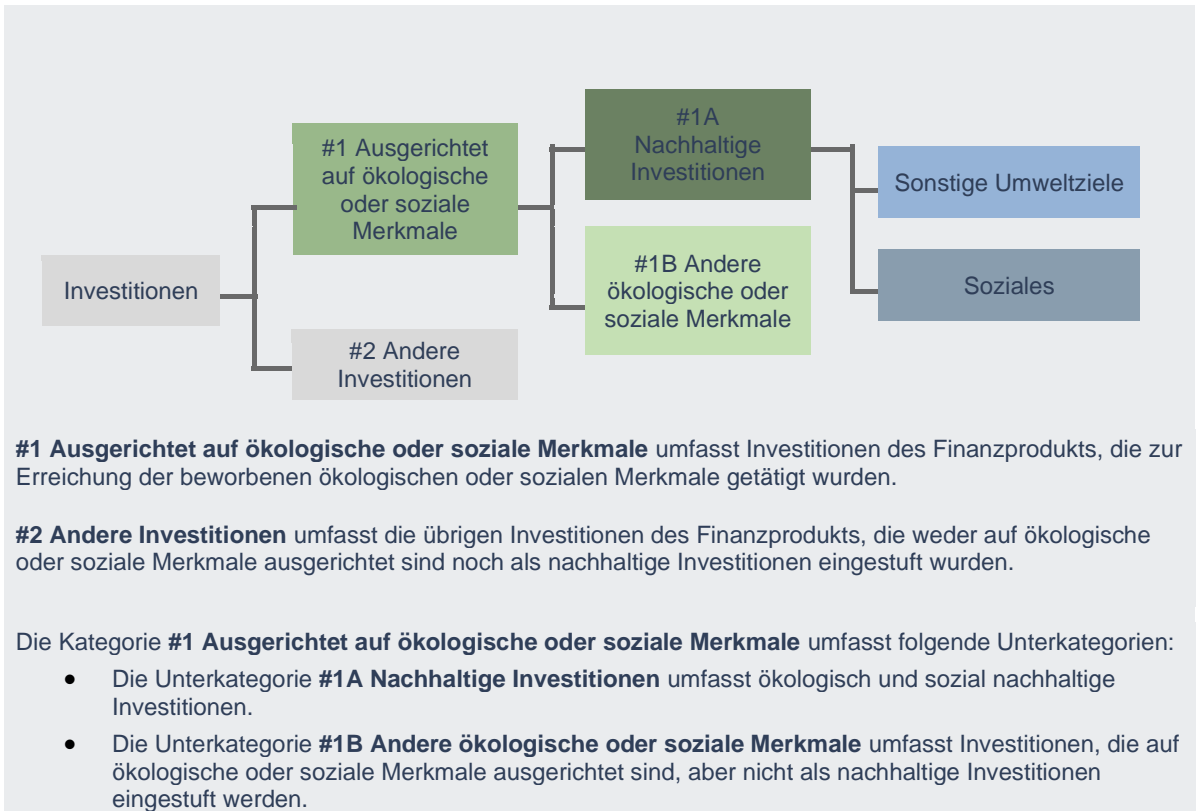 #1A
Nachhaltige
Investitionen
#1 Ausgerichtet
auf ökologische
oder soziale
Merkmale
Sonstige Umweltziele
#1B Andere
ökologische oder
soziale Merkmale
Soziales
Investitionen
#2 Andere
Investitionen
#1 Ausgerichtet auf ökologische oder soziale Merkmale umfasst Investitionen des Finanzprodukts, die zur
Erreichung der beworbenen ökologischen oder sozialen Merkmale getätigt wurden.
#2 Andere Investitionen umfasst die übrigen Investitionen des Finanzprodukts, die weder auf ökologische
oder soziale Merkmale ausgerichtet sind noch als nachhaltige Investitionen eingestuft wurden.
Die Kategorie #1 Ausgerichtet auf ökologische oder soziale Merkmale umfasst folgende Unterkategorien:
• Die Unterkategorie #1A Nachhaltige Investitionen umfasst ökologisch und sozial nachhaltige
Investitionen.
• Die Unterkategorie #1B Andere ökologische oder soziale Merkmale umfasst Investitionen, die auf
ökologische oder soziale Merkmale ausgerichtet sind, aber nicht als nachhaltige Investitionen
eingestuft werden.